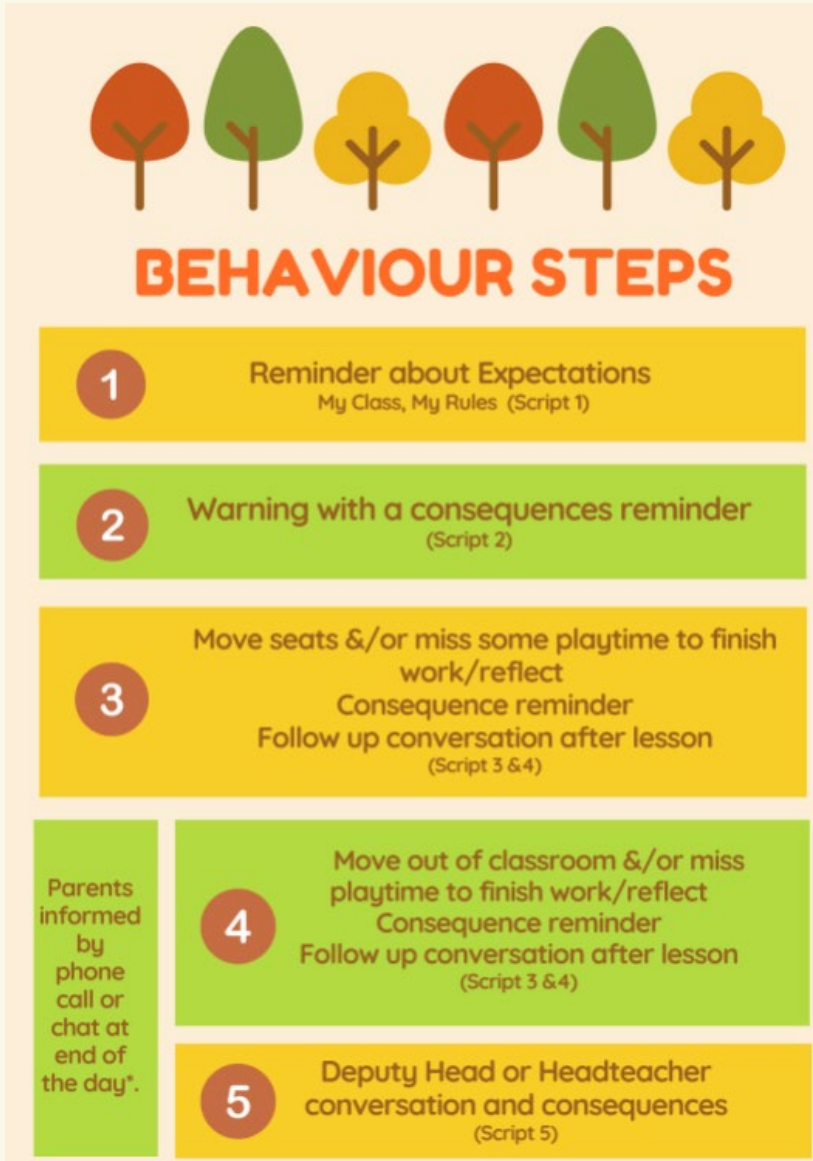 BEHAVIOUR STEPS
1
Reminder about Expectations
My Class, My Rules (Script 1)
2
Warning with a consequences reminder
(Script 2)
3
Move seats &/or miss some playtime to finish
work/reflect
Consequence reminder
Follow up conversation after lesson
(Script 3 &4)
Parents
informed
by
phone
call or
chat at
end of
the day*.
4
Move out of classroom &/or miss
playtime to finish work/reflect
Consequence reminder
Follow up conversation after lesson
(Script 3 &4)
5
Deputy Head or Headteacher
conversation and consequences
(Script 5)